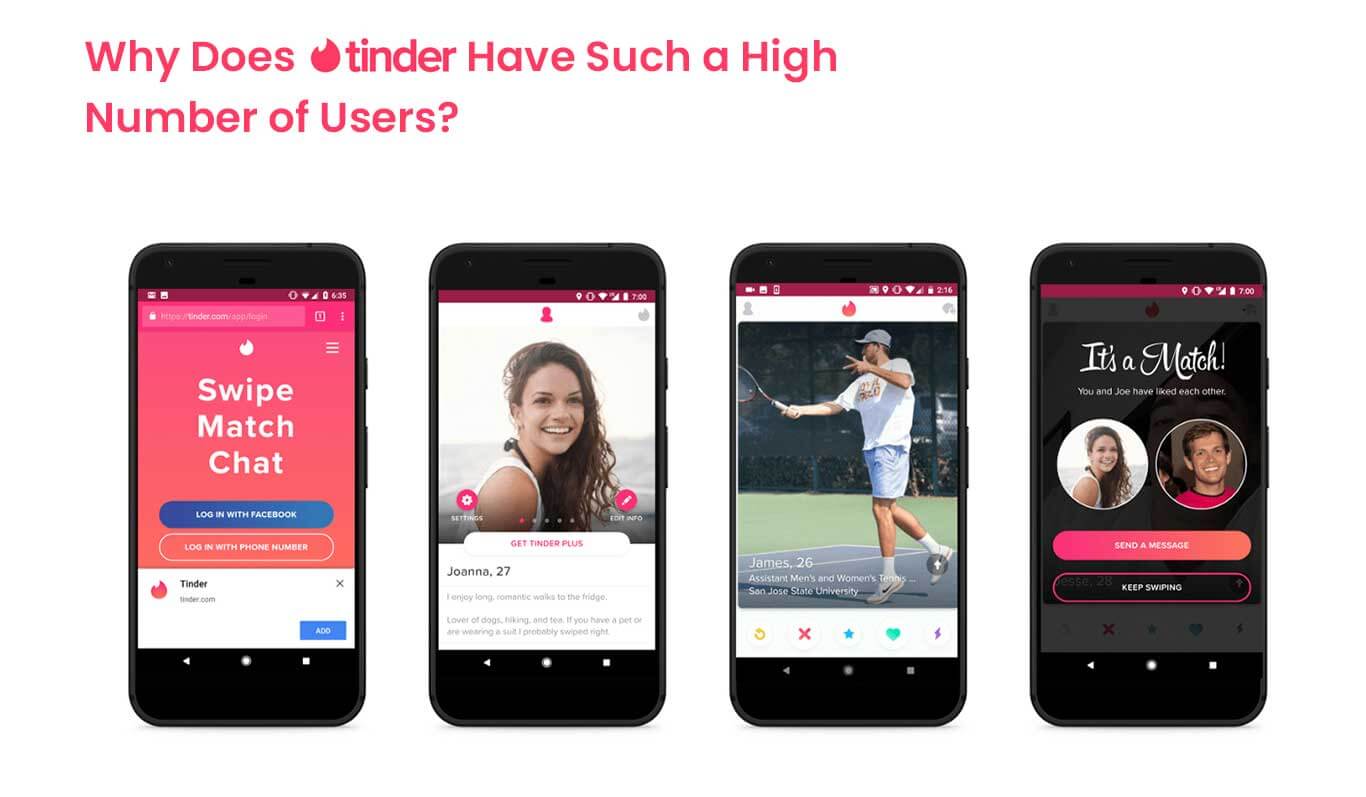 Why Does tinder Have Such a High
Number of Users?
6:35
https://tinder.com/app/login
1
Swipe
Match
Chat
LOG IN WITH FACEBOOK
LOG IN WITH PHONE NUMBER
Tinder
tinder.com
ADD
7:00
SETTINGS
EDIT INFO
GET TINDER PLUS
Joanna, 27
I enjoy long, romantic walks to the fridge.
Lover of dogs, hiking, and tea. If you have a pet or
are wearing a suit I probably swiped right.
2:16
James, 26
Assistant Men's and Women's Tennis ...
San Jose State University
7:00
It's a Match!
You and Joe have liked each other.
SEND A MESSAGE
Jesse, 28
KEEP SWIPING